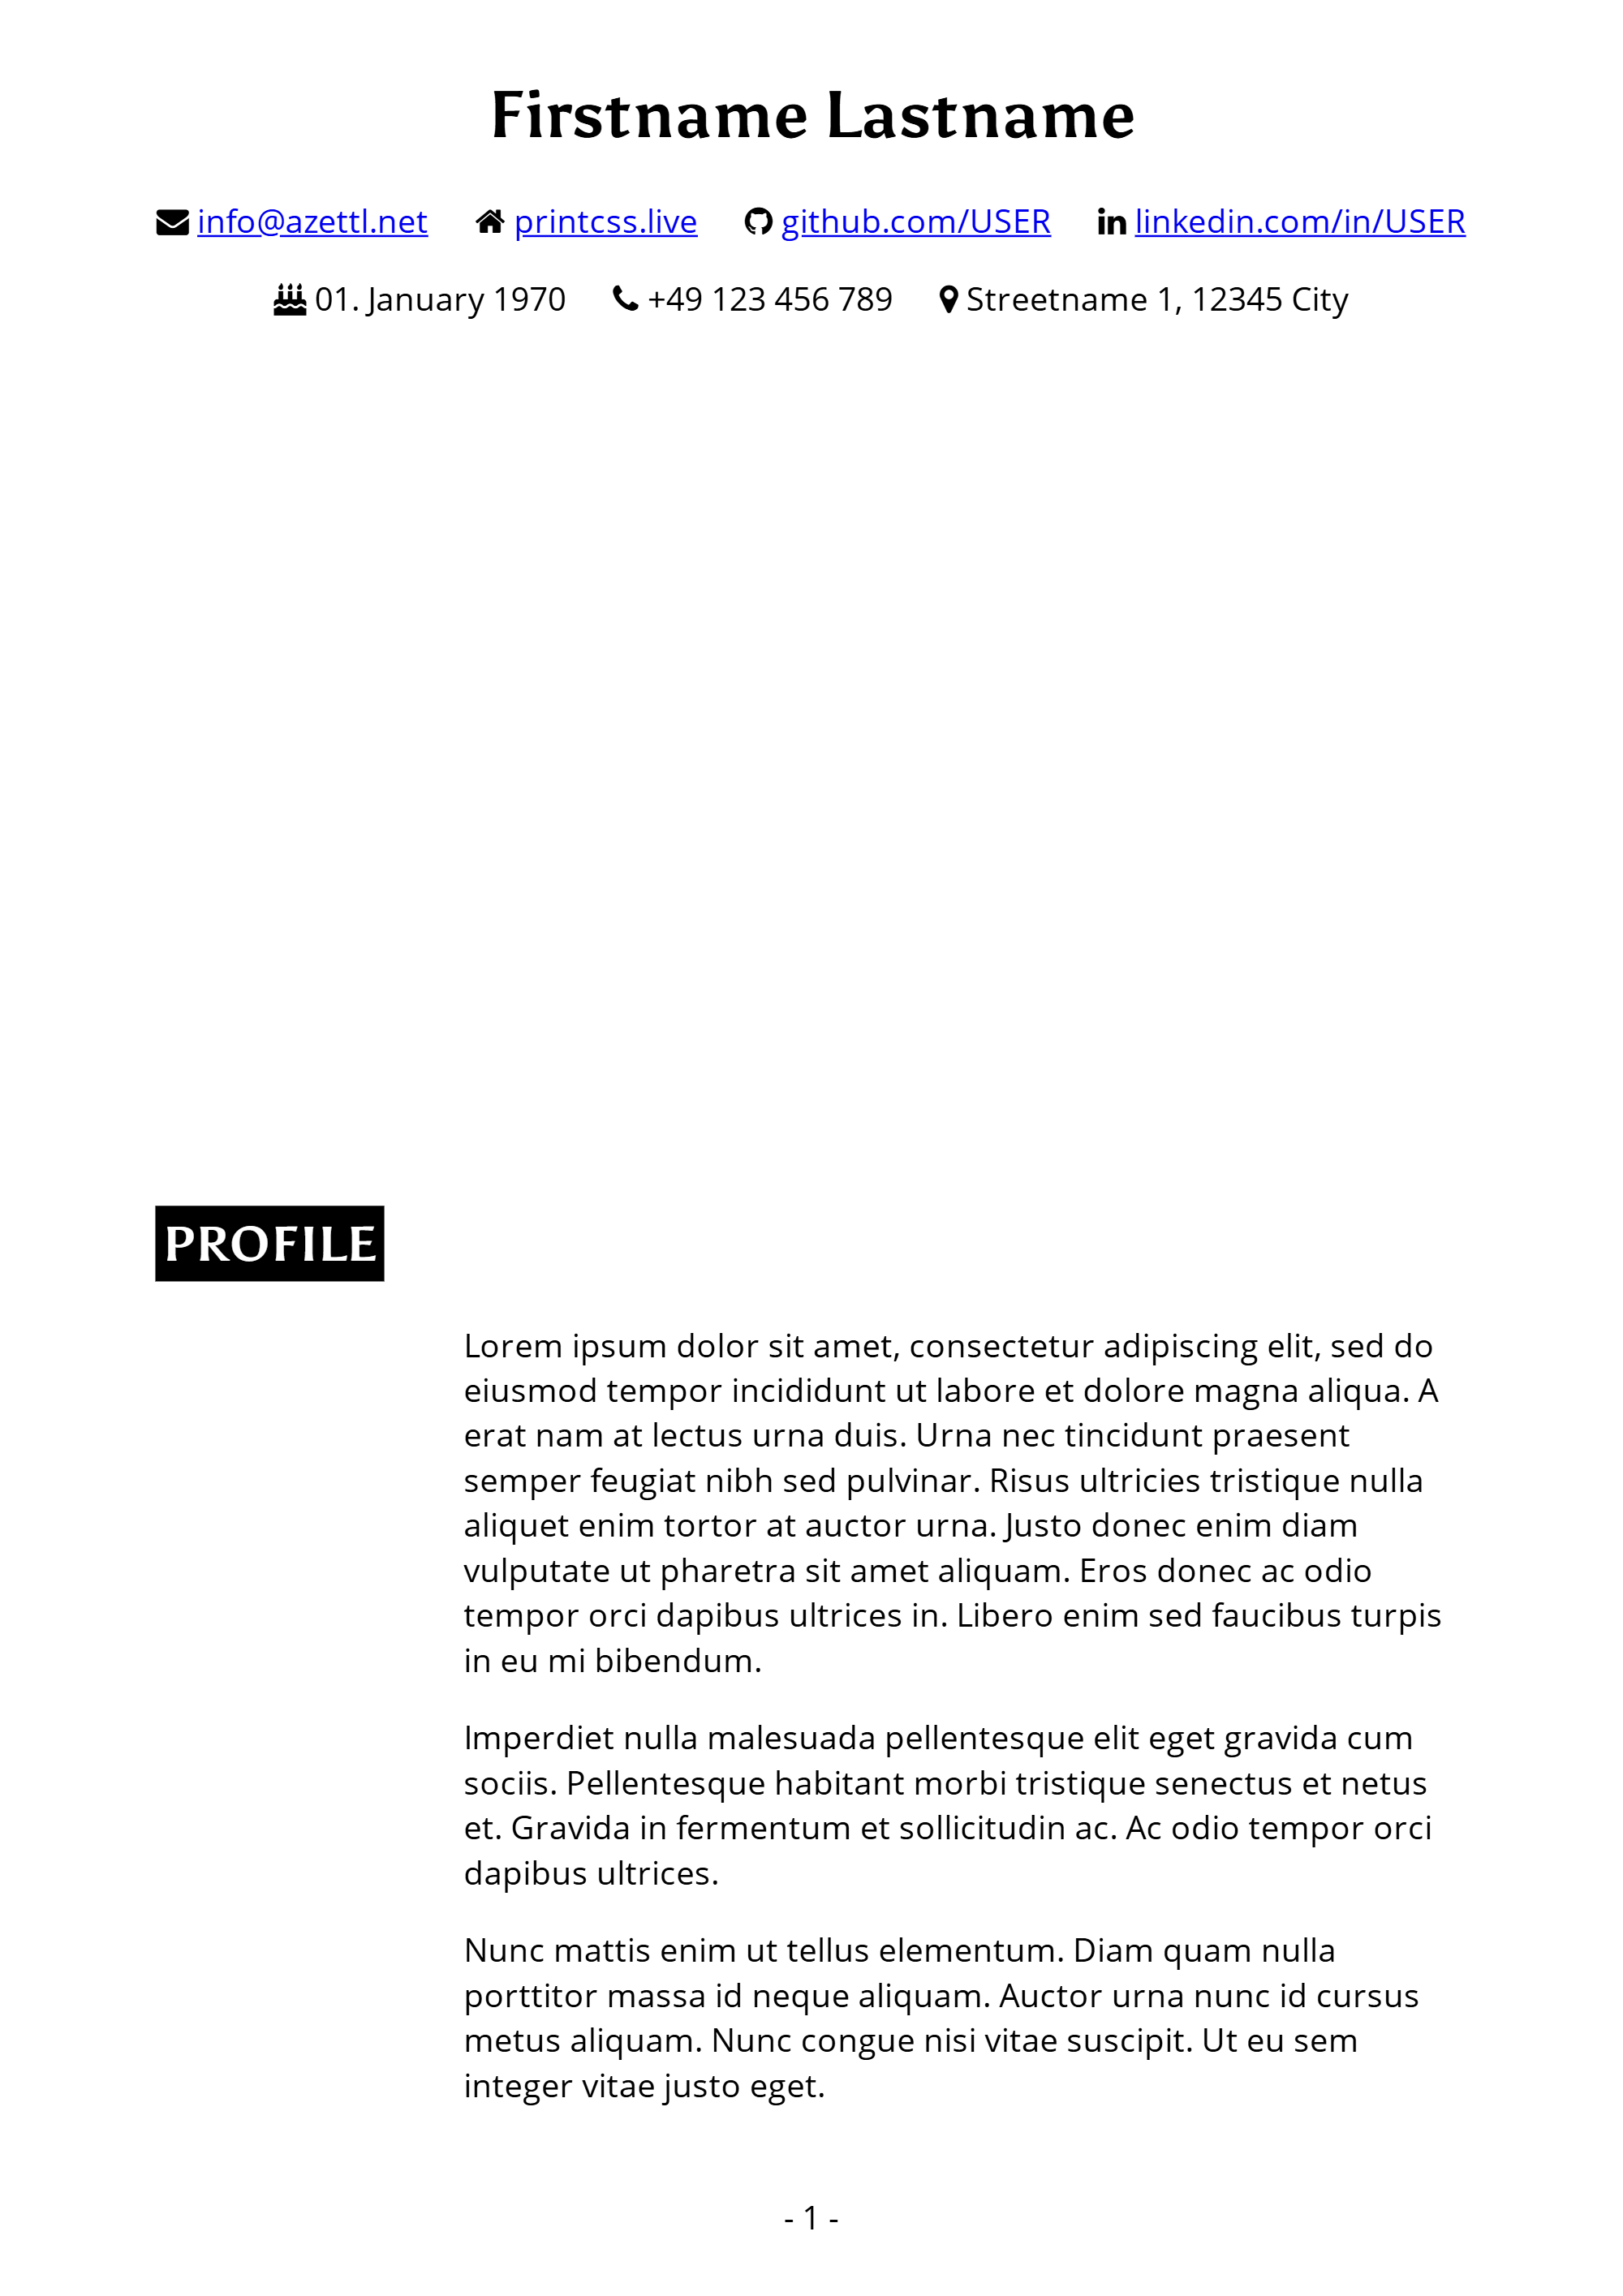 Firstname Lastname
info@azettl.net printcss.live github.com/USER linkedin.com/in/USER
01. January 1970 +49 123 456 789 Streetname 1, 12345 City
PROFILE
Lorem ipsum dolor sit amet, consectetur adipiscing elit, sed do
eiusmod tempor incididunt ut labore et dolore magna aliqua. A
erat nam at lectus urna duis. Urna nec tincidunt praesent
semper feugiat nibh sed pulvinar. Risus ultricies tristique nulla
aliquet enim tortor at auctor urna. Justo donec enim diam
vulputate ut pharetra sit amet aliquam. Eros donec ac odio
tempor orci dapibus ultrices in. Libero enim sed faucibus turpis
in eu mi bibendum.
Imperdiet nulla malesuada pellentesque elit eget gravida cum
sociis. Pellentesque habitant morbi tristique senectus et netus
et. Gravida in fermentum et sollicitudin ac. Ac odio tempor orci
dapibus ultrices.
Nunc mattis enim ut tellus elementum. Diam quam nulla
porttitor massa id neque aliquam. Auctor urna nunc id cursus
metus aliquam. Nunc congue nisi vitae suscipit. Ut eu sem
integer vitae justo eget.
- 1 -